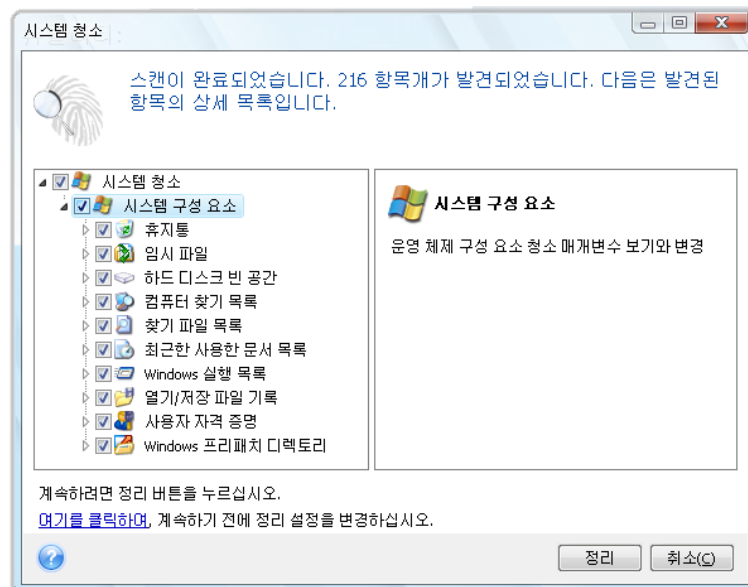 시스템 청소
스캔이 완료되었습니다. 216 항목개가 발견되었습니다. 다음은 발견된
항목의 상세 목록입니다.
시스템 청소
시스템 구성 요소
휴지통
임시 파일
하드 디스크 빈 공간
컴퓨터 찾기 목록
찾기 파일 목록
최근한 사용한 문서 목록
Windows 실행 목록
열기/저장 파일 기록
사용자 자격 증명
Windows 프리패치 디렉토리
시스템 구성 요소
운영 체제 구성 요소 청소 매개변수 보기와 변경
계속하려면 정리 버튼을 누르십시오.
여기를 클릭하여, 계속하기 전에 정리 설정을 변경하십시오.
정리
취소(C)